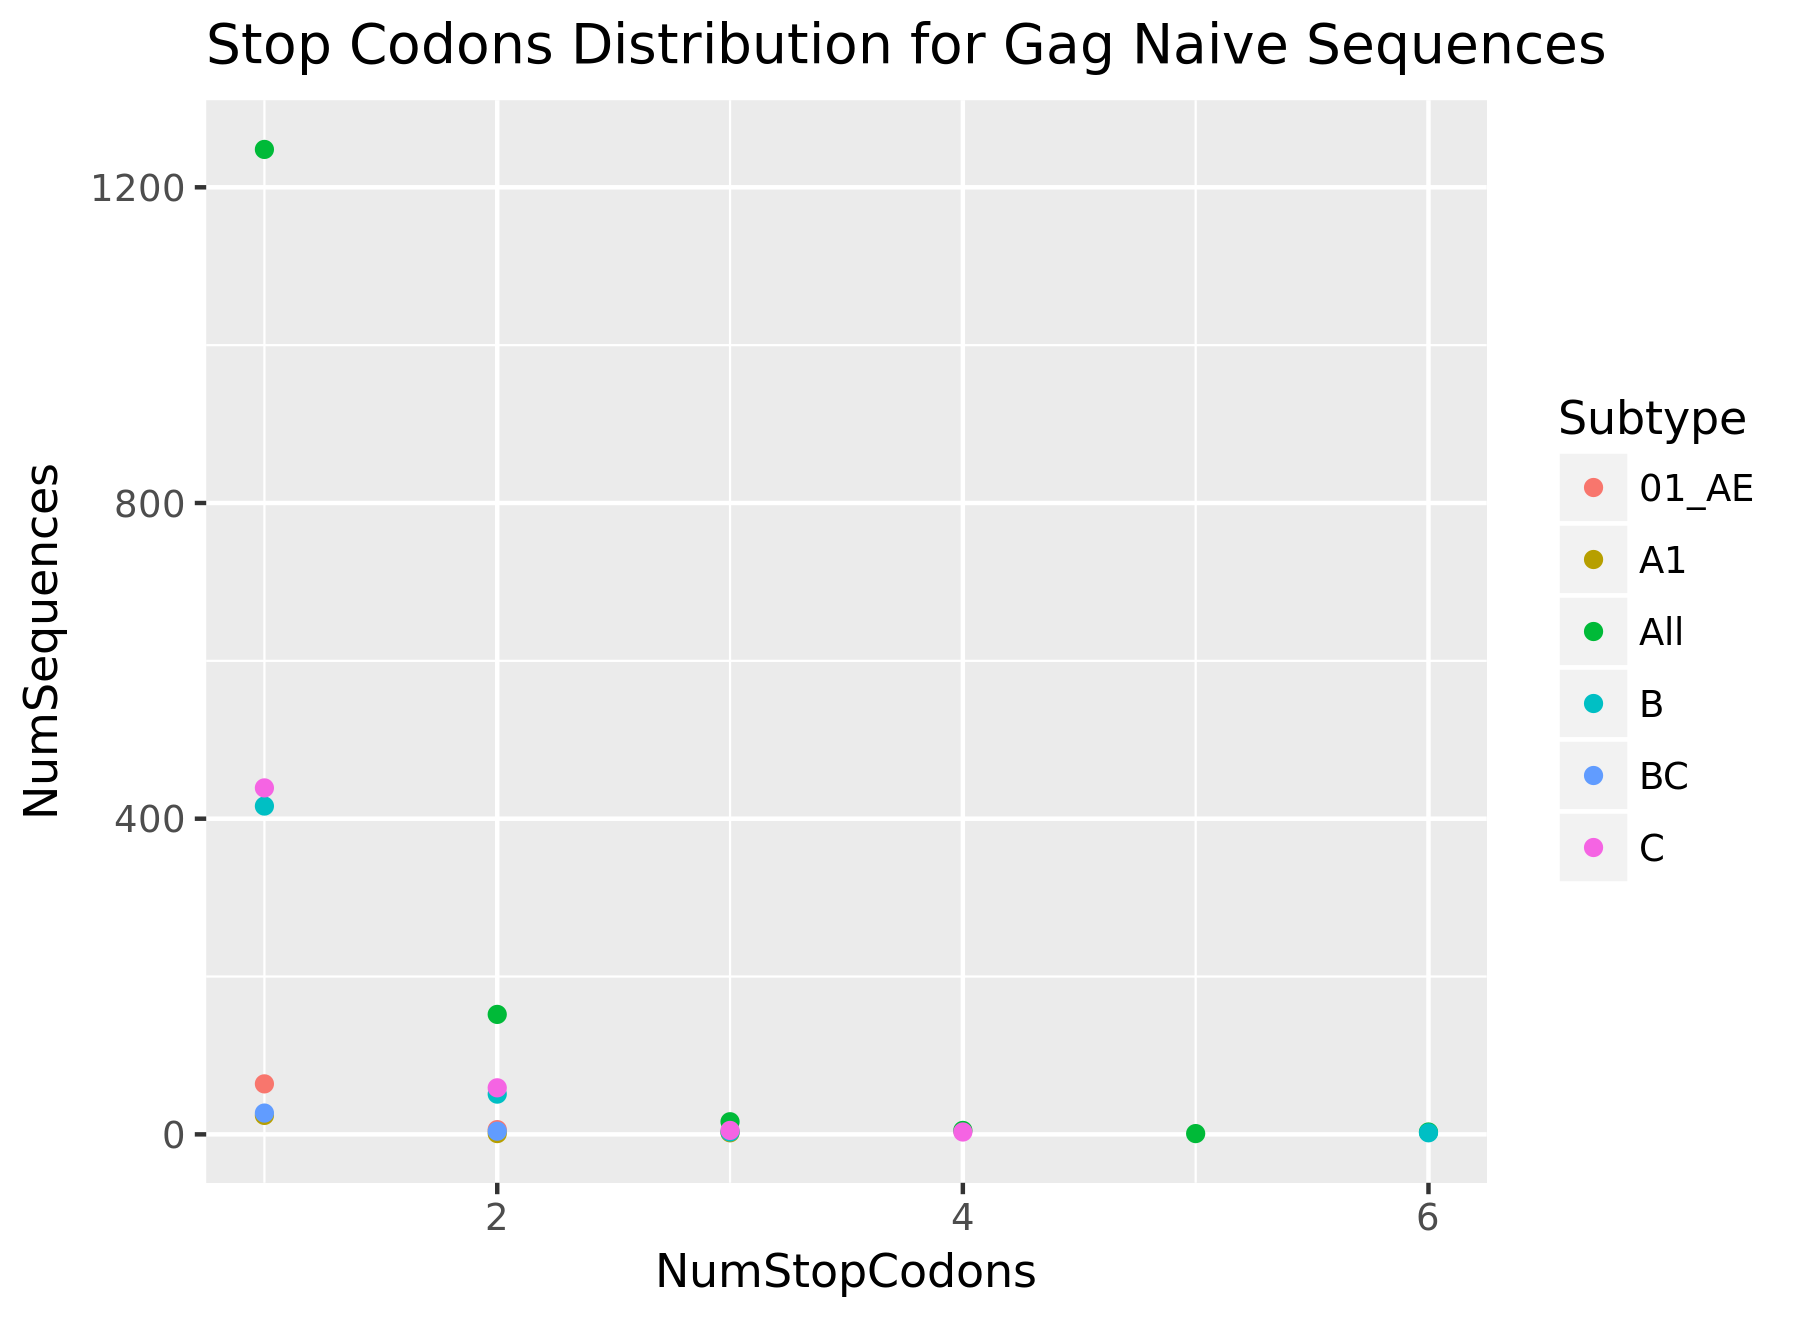 Stop Codons Distribution for Gag Naive Sequences
1200
800
400
0
NumSequences
2
4
6
NumStopCodons
Subtype
01_AE
A1
All
B
BC
C